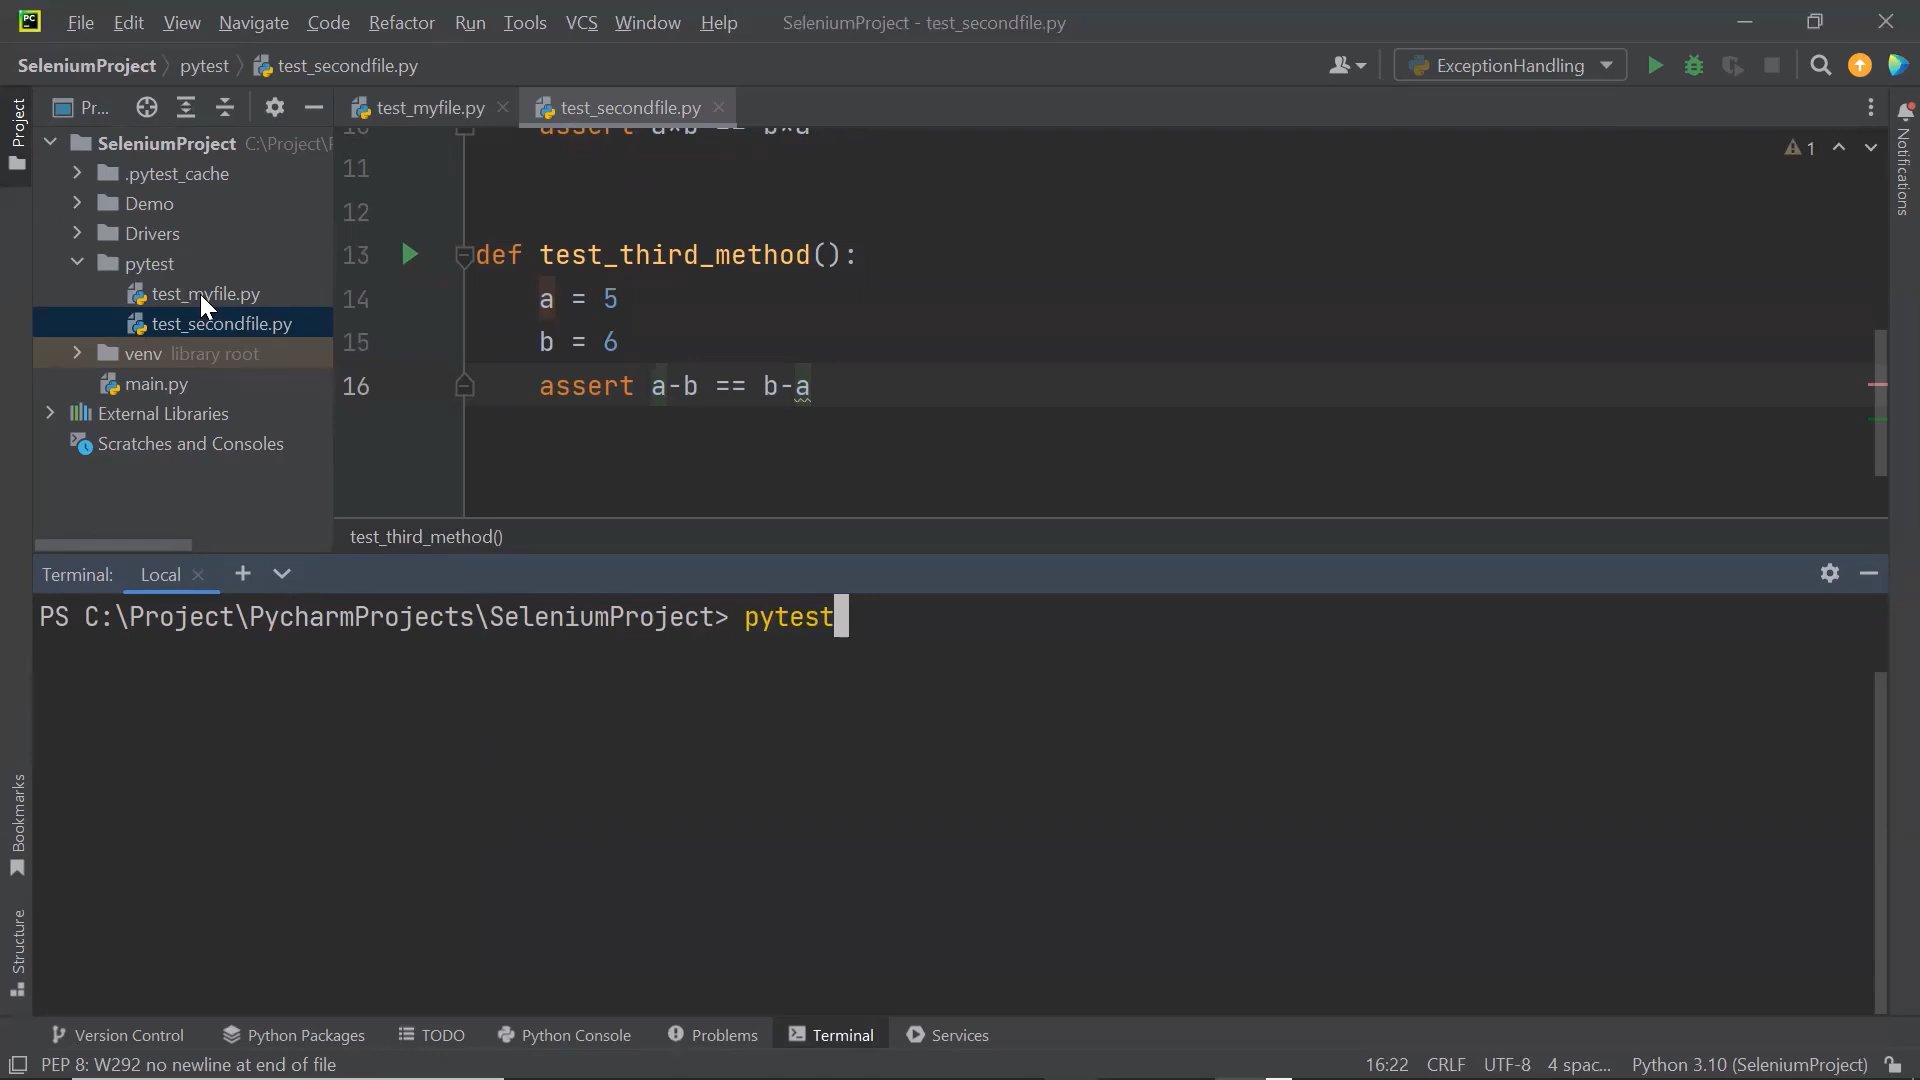 PC File Edit View Navigate Code Refactor Run Tools VCS Window Help SeleniumProject - test_secondfile.py
SeleniumProject pytest test_secondfile.py ExceptionHandling
Project
Pr... test_myfile.py test_secondfile.py
Notifications
SeleniumProject C:\Project\
.pytest_cache
Demo
Drivers
pytest
test_myfile.py
test_secondfile.py
venv library root
main.py
External Libraries
Scratches and Consoles
1
10 assert a*b == b*a
11
12
13 def test_third_method():
14 a = 5
15 b = 6
16 assert a-b == b-a
test_third_method()
Terminal: Local
PS C:\Project\PycharmProjects\SeleniumProject> pytest
Bookmarks
Structure
Version Control Python Packages TODO Python Console Problems Terminal Services
PEP 8: W292 no newline at end of file 16:22 CRLF UTF-8 4 spac... Python 3.10 (SeleniumProject)